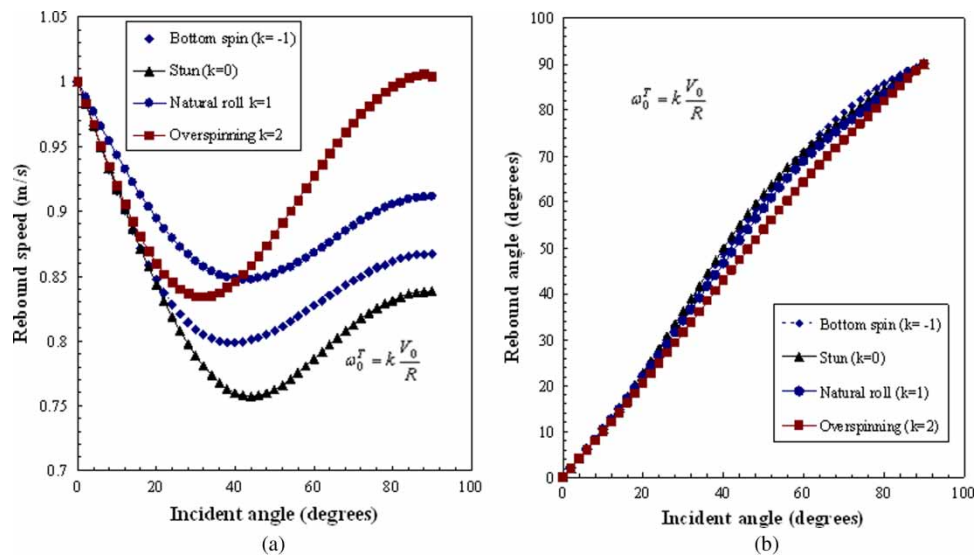 1.05
1
0.95
0.9
0.85
0.8
0.75
0.7
Rebound speed (m/s)
Bottom spin (k= -1)
Stun (k=0)
Natural roll k=1
Overspinning k=2
ω₀ᵀ = k V₀/R
0 20 40 60 80 100
Incident angle (degrees)
(a)
100
90
80
70
60
50
40
30
20
10
0
Rebound angle (degrees)
ω₀ᵀ = k V₀/R
Bottom spin (k= -1)
Stun (k=0)
Natural roll (k=1)
Overspinning (k=2)
0 20 40 60 80 100
Incident angle (degrees)
(b)